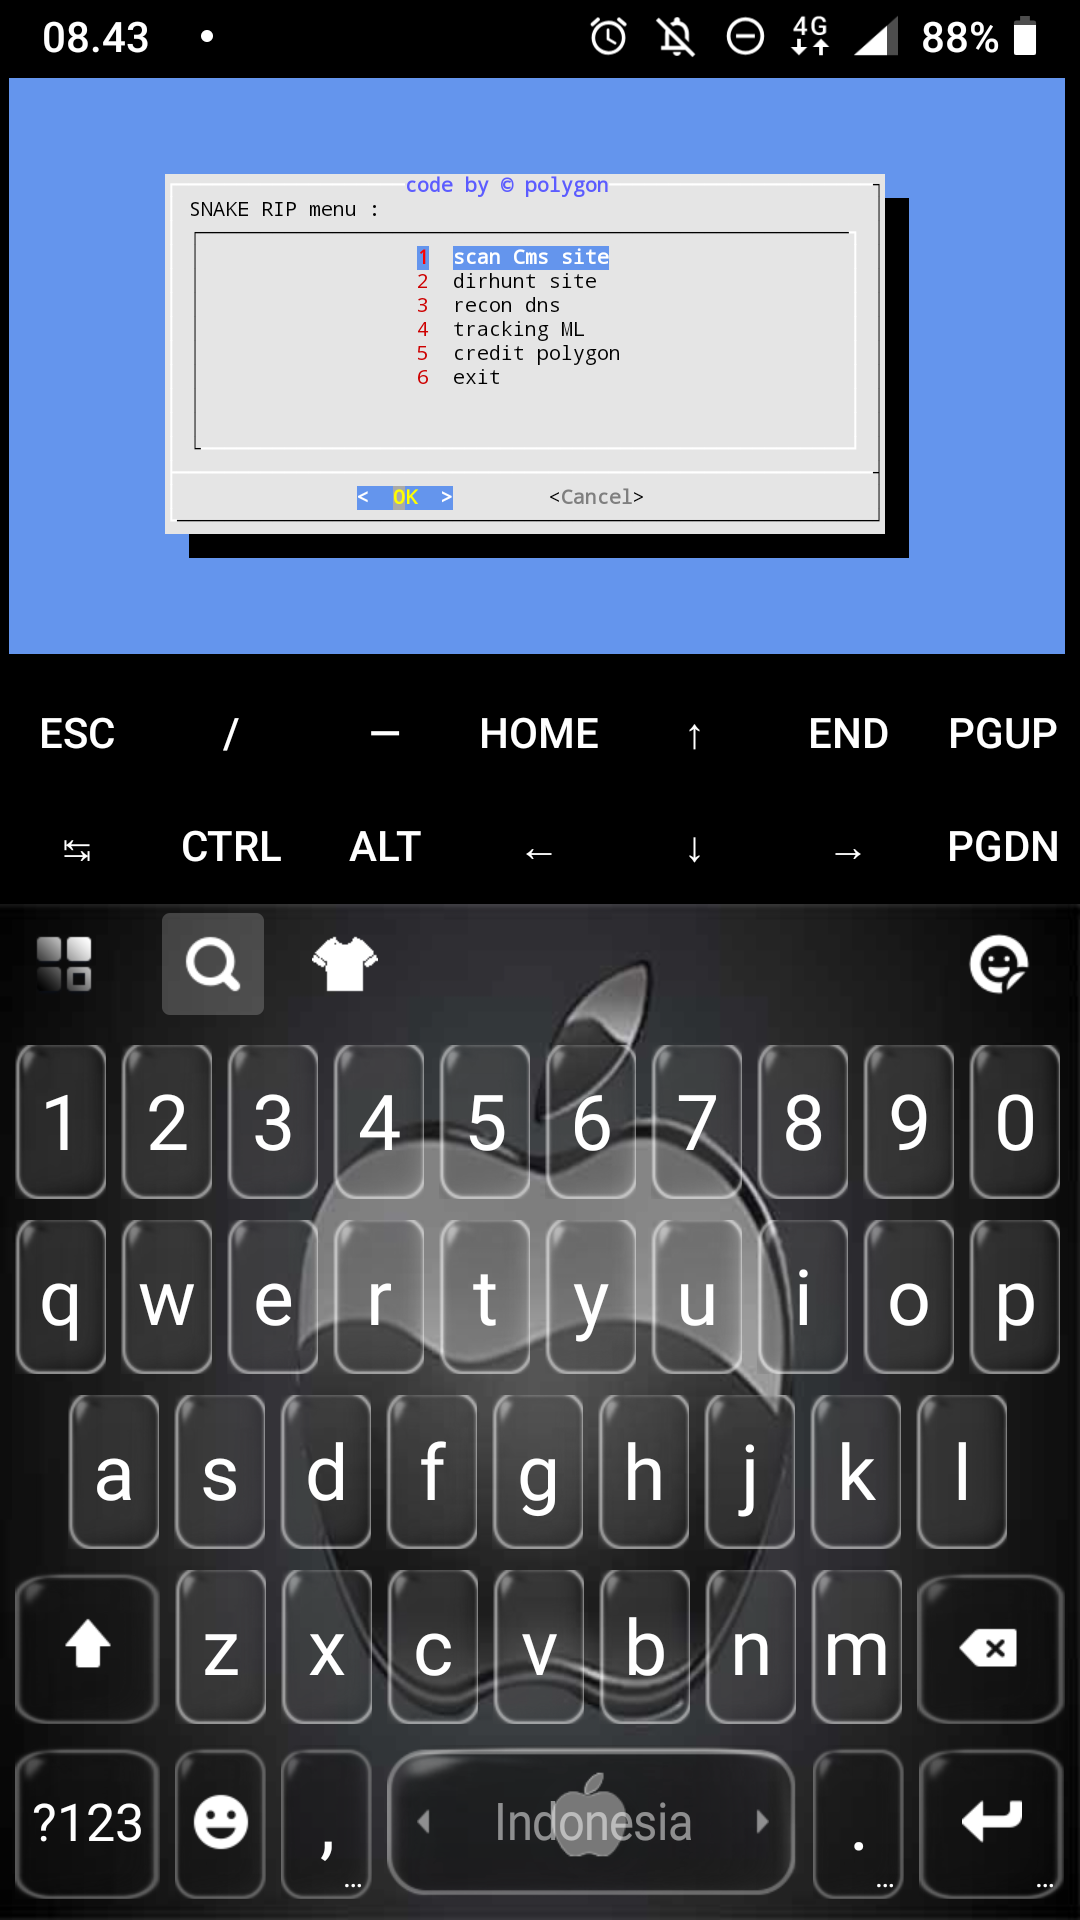 08.43 4G 88%
code by © polygon
SNAKE RIP menu :
1 scan Cms site
2 dirhunt site
3 recon dns
4 tracking ML
5 credit polygon
6 exit
< OK > <Cancel>
ESC / — HOME ↑ END PGUP
↹ CTRL ALT ← ↓ → PGDN
1 2 3 4 5 6 7 8 9 0
q w e r t y u i o p
a s d f g h j k l
z x c v b n m
?123 , Indonesia .